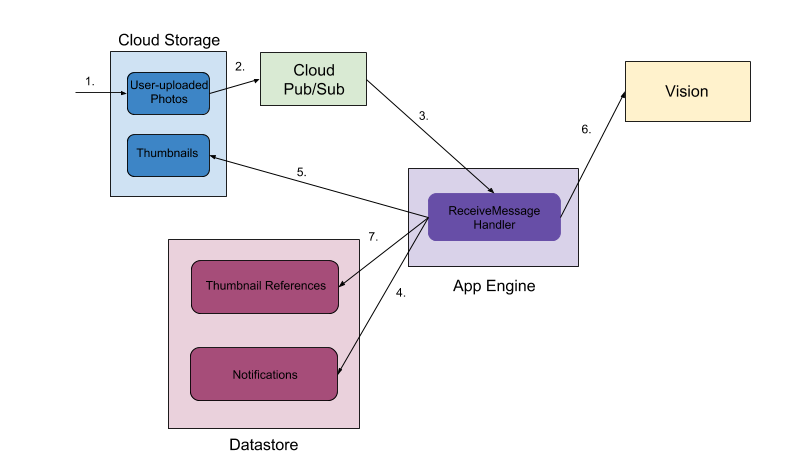 Cloud Storage
1.
User-uploaded
Photos
2.
Cloud
Pub/Sub
Vision
3.
6.
Thumbnails
5.
ReceiveMessage
Handler
7.
Thumbnail References
4.
App Engine
Notifications
Datastore